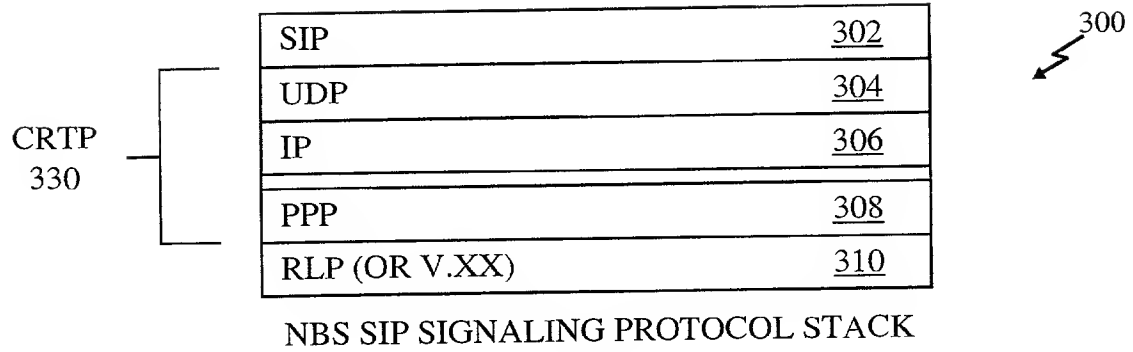 300
SIP 302
UDP 304
CRTP
330
IP 306
PPP 308
RLP (OR V.XX) 310
NBS SIP SIGNALING PROTOCOL STACK